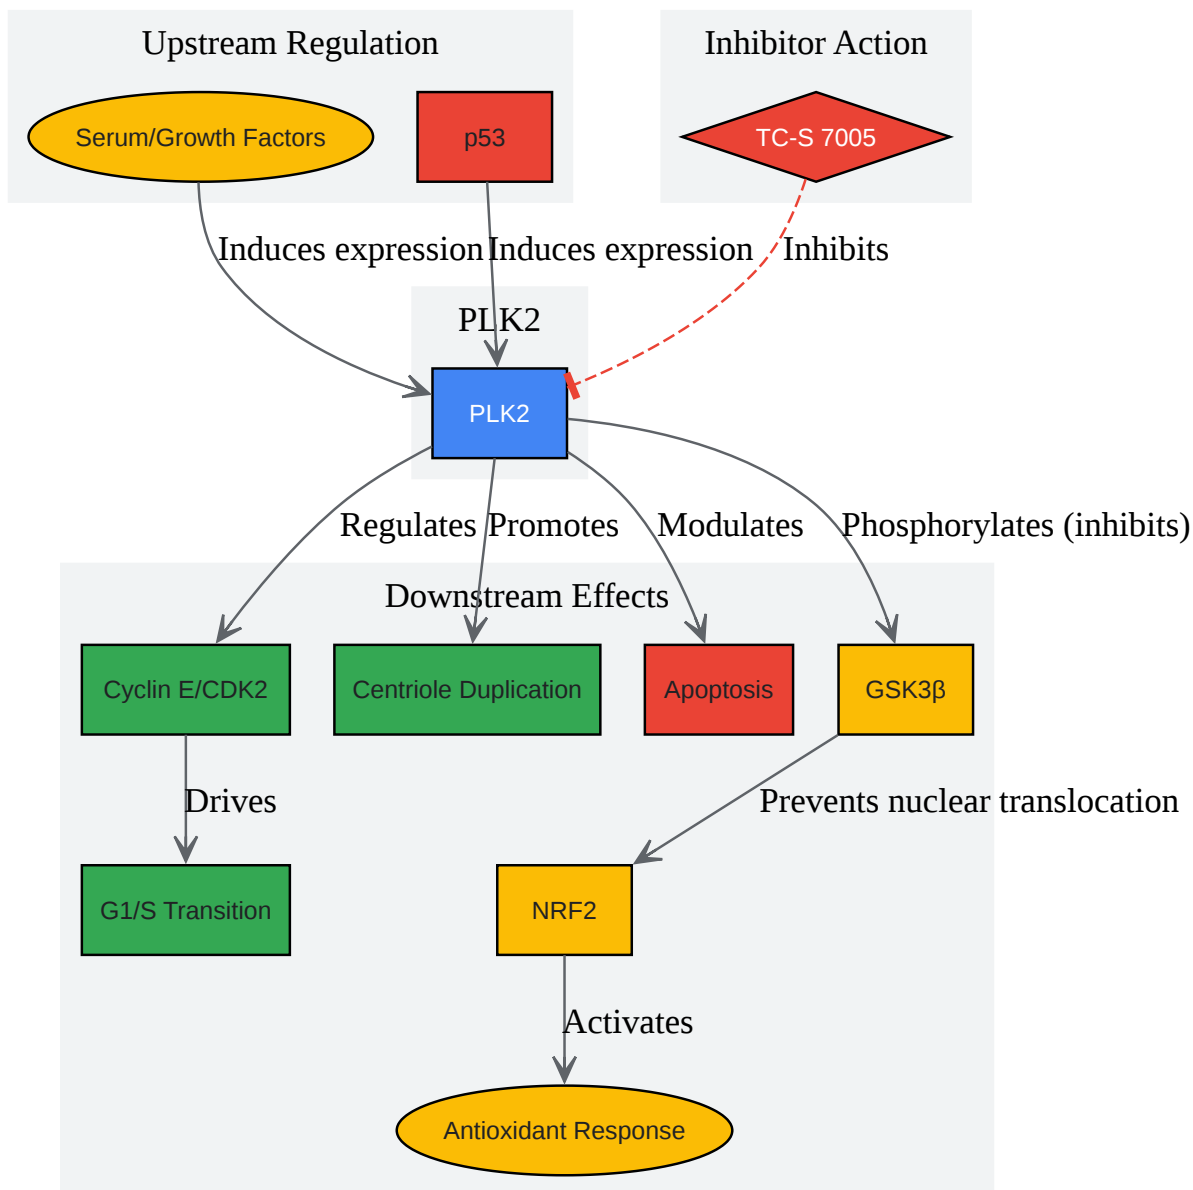 Upstream Regulation
Inhibitor Action
Serum/Growth Factors
p53
TC-S 7005
Induces expression
Induces expression
Inhibits
PLK2
PLK2
Regulates
Promotes
Modulates
Phosphorylates (inhibits)
Downstream Effects
Cyclin E/CDK2
Centriole Duplication
Apoptosis
GSK3β
Drives
Prevents nuclear translocation
G1/S Transition
NRF2
Activates
Antioxidant Response